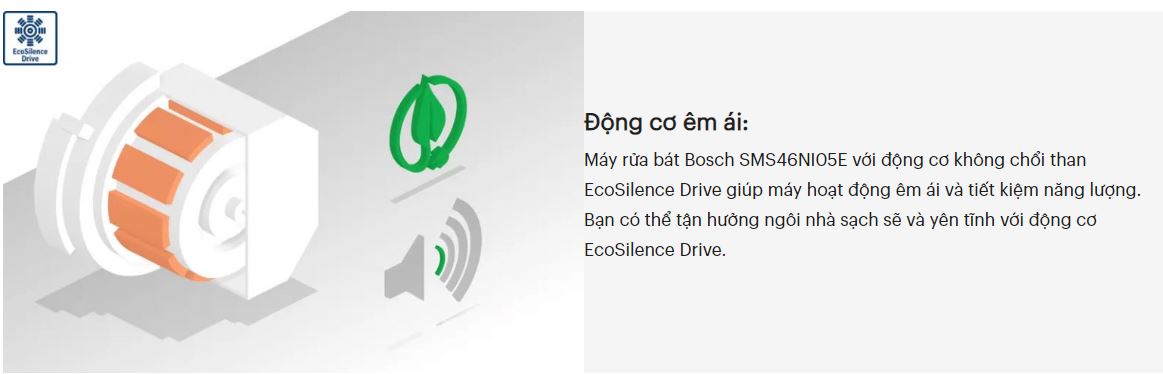 EcoSilence
Drive
Động cơ êm ái:
Máy rửa bát Bosch SMS46NI05E với động cơ không chổi than
EcoSilence Drive giúp máy hoạt động êm ái và tiết kiệm năng lượng.
Bạn có thể tận hưởng ngôi nhà sạch sẽ và yên tĩnh với động cơ
EcoSilence Drive.